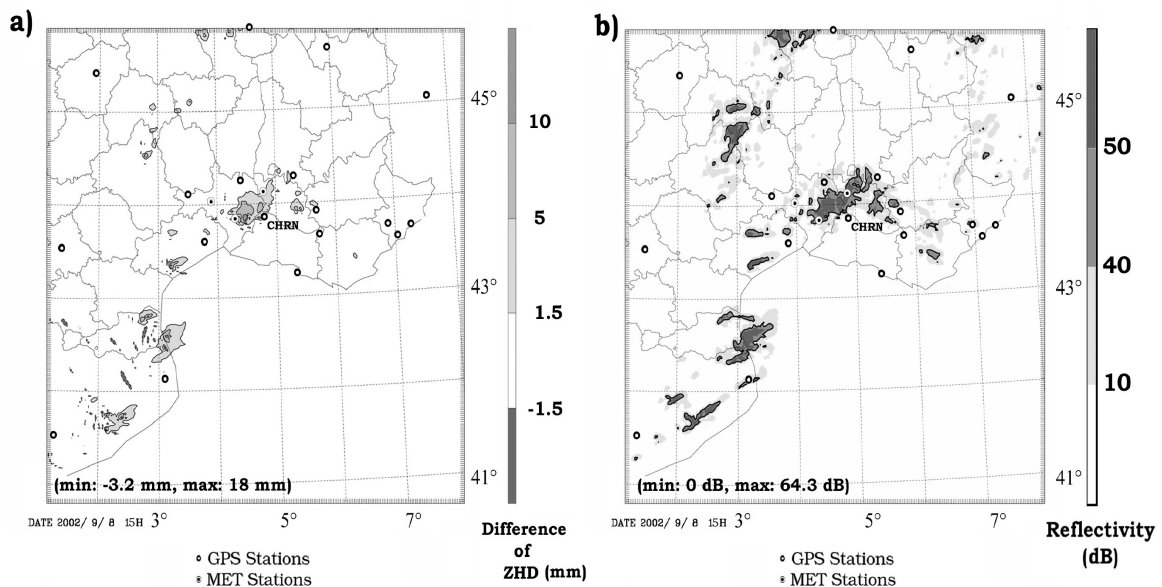 a)
b)
45°
43°
41°
10
5
1.5
-1.5
CHRN
(min: -3.2 mm, max: 18 mm)
DATE 2002/ 9/ 8 15H
3°
5°
7°
Difference
of
ZHD (mm)
GPS Stations
MET Stations
45°
43°
41°
50
40
10
CHRN
(min: 0 dB, max: 64.3 dB)
DATE 2002/ 9/ 8 15H
3°
5°
7°
Reflectivity
(dB)
GPS Stations
MET Stations